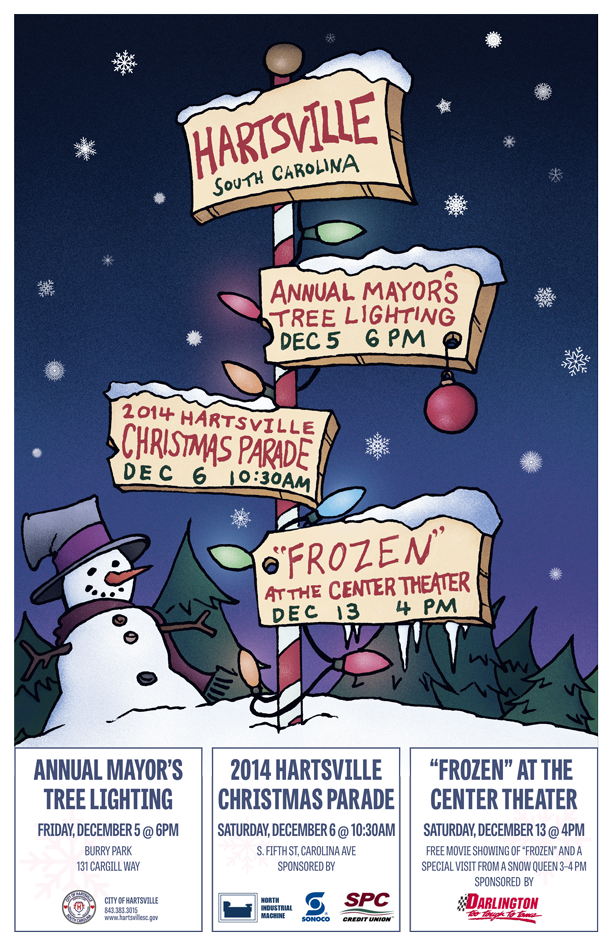 HARTSVILLE
SOUTH CAROLINA
ANNUAL MAYOR'S
TREE LIGHTING
DEC 5 6 PM
2014 HARTSVILLE
CHRISTMAS PARADE
DEC 6 10:30AM
"FROZEN"
AT THE CENTER THEATER
DEC 13 4 PM
ANNUAL MAYOR'S
TREE LIGHTING
FRIDAY, DECEMBER 5 @ 6PM
BURRY PARK
131 CARGILL WAY
CITY OF HARTSVILLE
843.383.3015
www.hartsvillesc.gov
2014 HARTSVILLE
CHRISTMAS PARADE
SATURDAY, DECEMBER 6 @ 10:30AM
S. FIFTH ST, CAROLINA AVE
SPONSORED BY
NORTH
INDUSTRIAL
MACHINE
SONOCO
SPC
CREDIT UNION
"FROZEN" AT THE
CENTER THEATER
SATURDAY, DECEMBER 13 @ 4PM
FREE MOVIE SHOWING OF "FROZEN" AND A
SPECIAL VISIT FROM A SNOW QUEEN 3-4 PM
SPONSORED BY
DARLINGTON
Too Tough To Tame